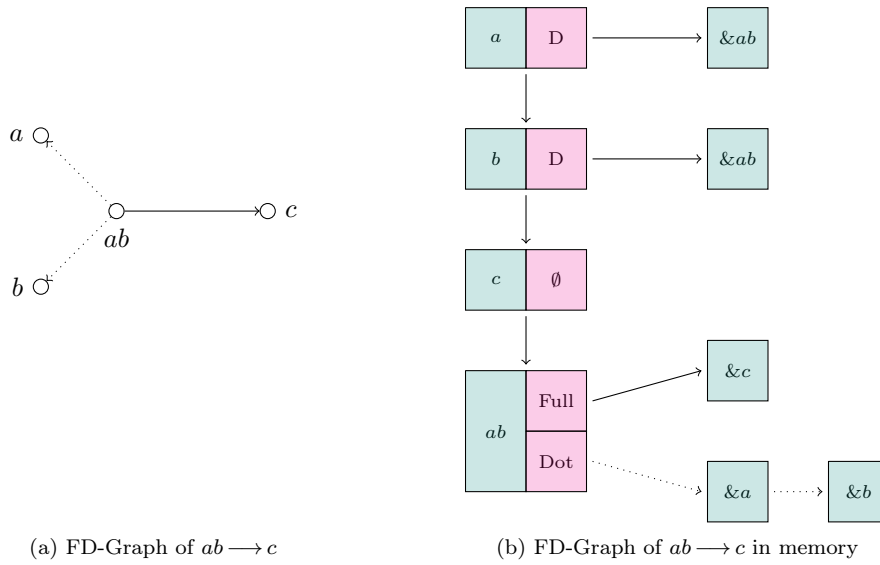 a
ab
c
b
a D &ab
b D &ab
c ∅
ab Full &c
Dot &a &b
(a) FD-Graph of ab ⟶ c
(b) FD-Graph of ab ⟶ c in memory